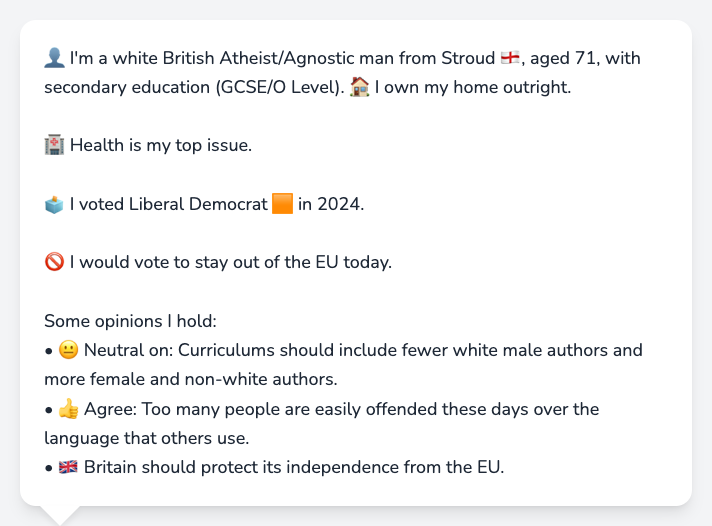 👤 I'm a white British Atheist/Agnostic man from Stroud 🏴󠁧󠁢󠁥󠁮󠁧󠁿, aged 71, with
secondary education (GCSE/O Level). 🏠 I own my home outright.
🏥 Health is my top issue.
🗳️ I voted Liberal Democrat 🟧 in 2024.
🚫 I would vote to stay out of the EU today.
Some opinions I hold:
• 😐 Neutral on: Curriculums should include fewer white male authors and
more female and non-white authors.
• 👍 Agree: Too many people are easily offended these days over the
language that others use.
• 🇬🇧 Britain should protect its independence from the EU.